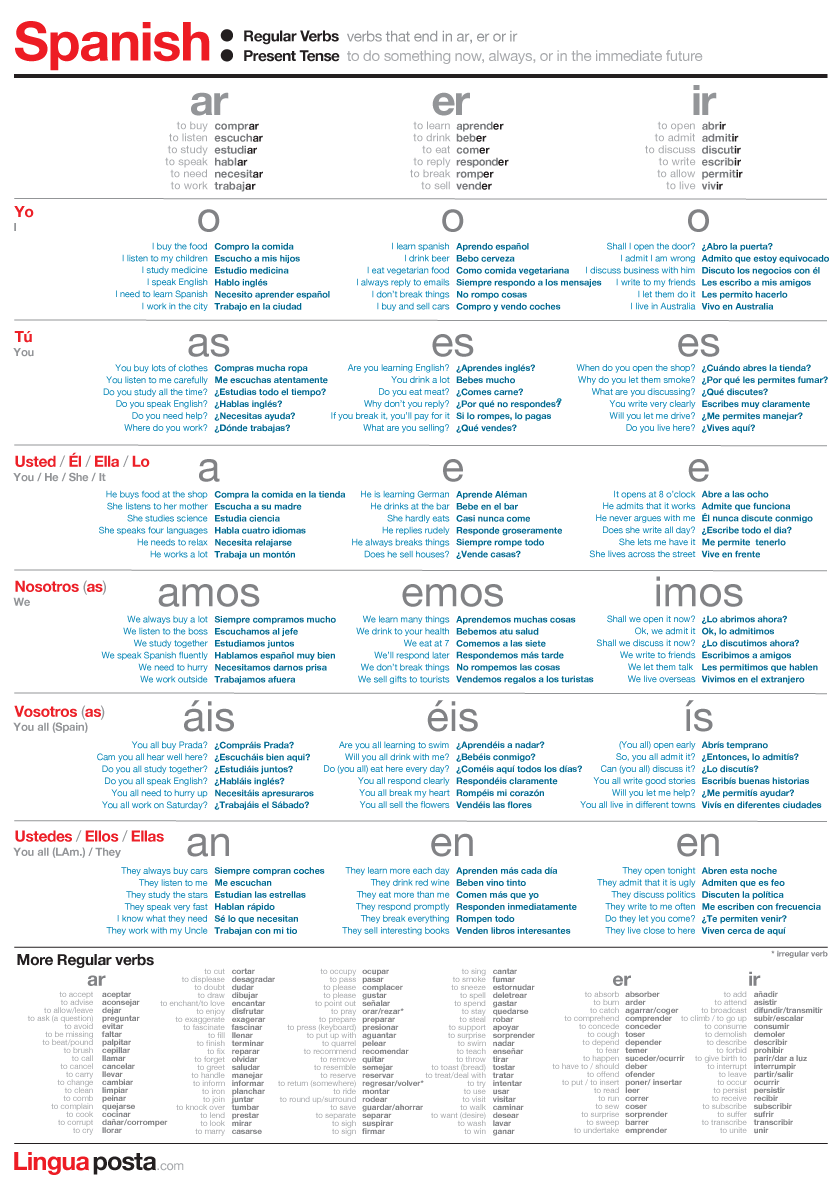 Spanish
● Regular Verbs verbs that end in ar, er or ir
● Present Tense to do something now, always, or in the immediate future
ar
to buy comprar
to listen escuchar
to study estudiar
to speak hablar
to need necesitar
to work trabajar
er
to learn aprender
to drink beber
to eat comer
to reply responder
to break romper
to sell vender
ir
to open abrir
to admit admitir
to discuss discutir
to write escribir
to allow permitir
to live vivir
Yo
I
o
I buy the food Compro la comida
I listen to my children Escucho a mis hijos
I study medicine Estudio medicina
I speak English Hablo inglés
I need to learn Spanish Necesito aprender español
I work in the city Trabajo en la ciudad
o
I learn spanish Aprendo español
I drink beer Bebo cerveza
I eat vegetarian food Como comida vegetariana
I always reply to emails Siempre respondo a los mensajes
I don't break things No rompo cosas
I buy and sell cars Compro y vendo coches
o
Shall I open the door? ¿Abro la puerta?
I admit I am wrong Admito que estoy equivocado
I discuss business with him Discuto los negocios con él
I write to my friends Les escribo a mis amigos
I let them do it Les permito hacerlo
I live in Australia Vivo en Australia
Tú
You
as
You buy lots of clothes Compras mucha ropa
You listen to me carefully Me escuchas atentamente
Do you study all the time? ¿Estudias todo el tiempo?
Do you speak English? ¿Hablas inglés?
Do you need help? ¿Necesitas ayuda?
Where do you work? ¿Dónde trabajas?
es
Are you learning English? ¿Aprendes inglés?
You drink a lot Bebes mucho
Do you eat meat? ¿Comes carne?
Why don't you reply? ¿Por qué no respondes?
If you break it, you'll pay for it Si lo rompes, lo pagas
What are you selling? ¿Qué vendes?
es
When do you open the shop? ¿Cuándo abres la tienda?
Why do you let them smoke? ¿Por qué les permites fumar?
What are you discussing? ¿Qué discutes?
You write very clearly Escribes muy claramente
Will you let me drive? ¿Me permites manejar?
Do you live here? ¿Vives aquí?
Usted / Él / Ella / Lo
You / He / She / It
a
He buys food at the shop Compra la comida en la tienda
She listens to her mother Escucha a su madre
She studies science Estudia ciencia
She speaks four languages Habla cuatro idiomas
He needs to relax Necesita relajarse
He works a lot Trabaja un montón
e
He is learning German Aprende Alemán
He drinks at the bar Bebe en el bar
She hardly eats Casi nunca come
He replies rudely Responde groseramente
He always breaks things Siempre rompe todo
Does he sell houses? ¿Vende casas?
e
It opens at 8 o'clock Abre a las ocho
He admits that it works Admite que funciona
He never argues with me Él nunca discute conmigo
Does she write all day? ¿Escribe todo el dia?
She lets me have it Me permite tenerlo
She lives across the street Vive en frente
Nosotros (as)
We
amos
We always buy a lot Siempre compramos mucho
We listen to the boss Escuchamos al jefe
We study together Estudiamos juntos
We speak Spanish fluently Hablamos español muy bien
We need to hurry Necesitamos darnos prisa
We work outside Trabajamos afuera
emos
We learn many things Aprendemos muchas cosas
We drink to your health Bebemos atu salud
We eat at 7 Comemos a las siete
We'll respond later Respondemos más tarde
We don't break things No rompemos las cosas
We sell gifts to tourists Vendemos regalos a los turistas
imos
Shall we open it now? ¿Lo abrimos ahora?
Ok, we admit it Ok, lo admitimos
Shall we discuss it now? ¿Lo discutimos ahora?
We write to friends Escribimos a amigos
We let them talk Les permitimos que hablen
We live overseas Vivimos en el extranjero
Vosotros (as)
You all (Spain)
áis
You all buy Prada? ¿Compráis Prada?
Can you all hear well here? ¿Escucháis bien aqui?
Do you all study together? ¿Estudiáis juntos?
Do you all speak English? ¿Habláis inglés?
You all need to hurry up Necesitáis apresuraros
You all work on Saturday? ¿Trabajáis el Sábado?
éis
Are you all learning to swim ¿Aprendéis a nadar?
Will you all drink with me? ¿Bebéis conmigo?
Do (you all) eat here every day? ¿Coméis aquí todos los días?
You all respond clearly Respondéis claramente
You all break my heart Rompéis mi corazón
You all sell the flowers Vendéis las flores
ís
(You all) open early Abrís temprano
So, you all admit it? ¿Entonces, lo admitís?
Can (you all) discuss it? ¿Lo discutís?
You all write good stories Escribís buenas historias
Will you let me help? ¿Me permitís ayudar?
You all live in different towns Vivís en diferentes ciudades
Ustedes / Ellos / Ellas
You all (LAm.) / They
an
They always buy cars Siempre compran coches
They listen to me Me escuchan
They study the stars Estudian las estrellas
They speak very fast Hablan rápido
I know what they need Sé lo que necesitan
They work with my Uncle Trabajan con mi tio
en
They learn more each day Aprenden más cada día
They drink red wine Beben vino tinto
They eat more than me Comen más que yo
They respond promptly Responden inmediatamente
They break everything Rompen todo
They sell interesting books Venden libros interesantes
en
They open tonight Abren esta noche
They admit that it is ugly Admiten que es feo
They discuss politics Discuten la política
They write to me often Me escriben con frecuencia
Do they let you come? ¿Te permiten venir?
They live close to here Viven cerca de aquí
More Regular verbs
* irregular verb
ar
to accept aceptar
to advise aconsejar
to allow/leave dejar
to ask (a question) preguntar
to avoid evitar
to be missing faltar
to beat/pound palpitar
to brush cepillar
to call llamar
to cancel cancelar
to carry llevar
to change cambiar
to clean limpiar
to comb peinar
to complain quejarse
to cook cocinar
to corrupt dañar/corromper
to cry llorar
to cut cortar
to displease desagradar
to doubt dudar
to draw dibujar
to enchant/to love encantar
to enjoy disfrutar
to exaggerate exagerar
to fascinate fascinar
to fill llenar
to finish terminar
to fix reparar
to forget olvidar
to greet saludar
to handle manejar
to inform informar
to iron planchar
to join juntar
to knock over tumbar
to lend prestar
to look mirar
to marry casarse
to occupy ocupar
to pass pasar
to please complacer
to please gustar
to point out señalar
to pray orar/rezar*
to prepare preparar
to press (keyboard) presionar
to put up with aguantar
to quarrel pelear
to recommend recomendar
to remove quitar
to resemble semejar
to reserve reservar
to return (somewhere) regresar/volver*
to ride montar
to round up/surround rodear
to save guardar/ahorrar
to separate separar
to sigh suspirar
to sign firmar
to sing cantar
to smoke fumar
to sneeze estornudar
to spell deletrear
to spend gastar
to stay quedarse
to steal robar
to support apoyar
to surprise sorprender
to swim nadar
to teach enseñar
to throw tirar
to toast (bread) tostar
to treat/deal with tratar
to try intentar
to use usar
to visit visitar
to walk caminar
to want (desire) desear
to wash lavar
to win ganar
er
to absorb absorber
to burn arder
to catch agarrar/coger
to comprehend comprender
to concede conceder
to cough toser
to depend depender
to fear temer
to happen suceder/ocurrir
to have to / should deber
to offend ofender
to put / to insert poner/ insertar
to read leer
to run correr
to sew coser
to surprise sorprender
to sweep barrer
to undertake emprender
ir
to add añadir
to attend asistir
to broadcast difundir/transmitir
to climb / to go up subir/escalar
to consume consumir
to demolish demoler
to describe describir
to forbid prohibir
to give birth to parir/dar a luz
to interrupt interrumpir
to leave partir/salir
to occur ocurrir
to persist persistir
to receive recibir
to subscribe subscribir
to suffer sufrir
to transcribe transcribir
to unite unir
Linguaposta.com